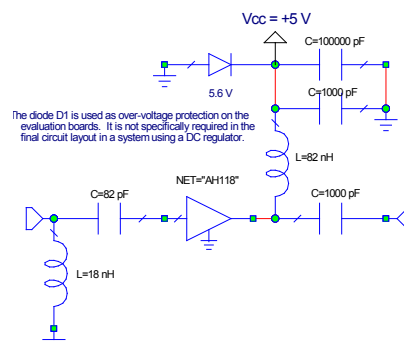 Vcc = +5 V
C=100000 pF
5.6 V
C=1000 pF
The diode D1 is used as over-voltage protection on the
evaluation boards. It is not specifically required in the
final circuit layout in a system using a DC regulator.
L=82 nH
NET="AH118"
C=82 pF
C=1000 pF
L=18 nH